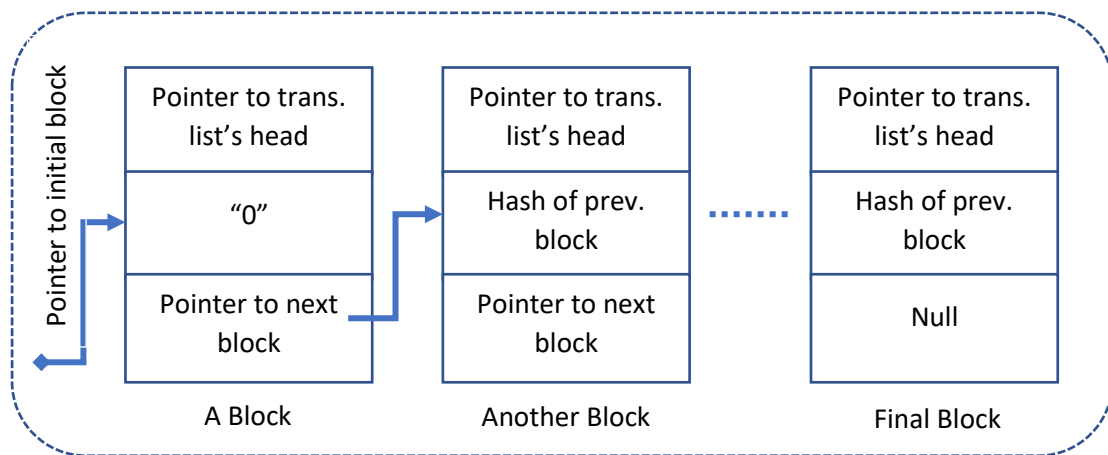 Pointer to initial block
Pointer to trans.
list’s head
“0”
Pointer to next
block
A Block
Pointer to trans.
list’s head
Hash of prev.
block
Pointer to next
block
Another Block
Pointer to trans.
list’s head
Hash of prev.
block
Null
Final Block